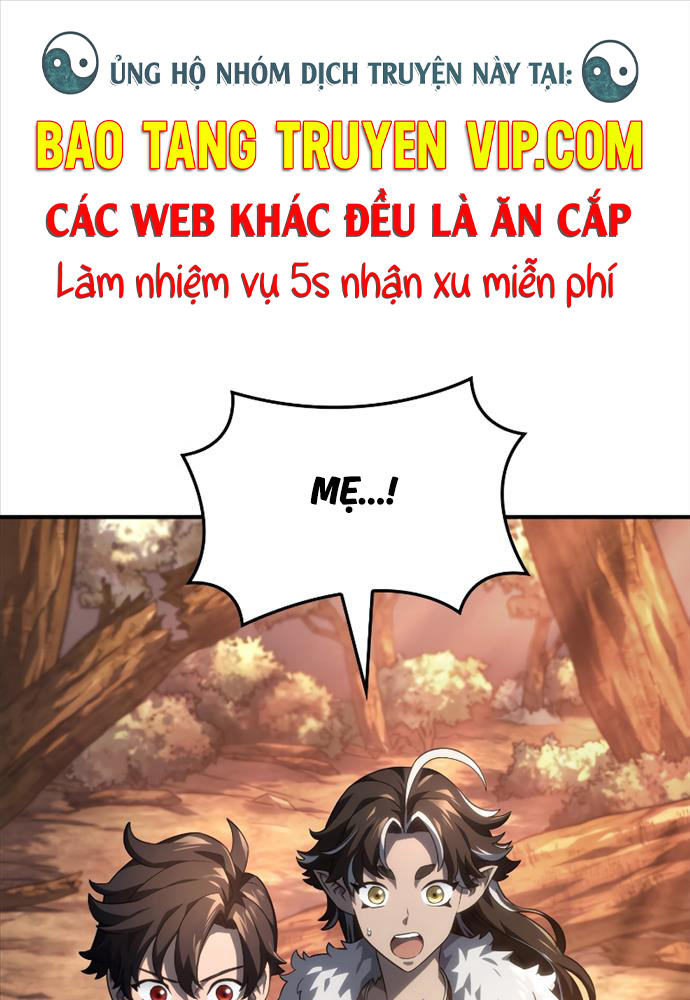 ỦNG HỘ NHÓM DỊCH TRUYỆN NÀY TẠI:
BAO TANG TRUYEN VIP.COM
CÁC WEB KHÁC ĐỀU LÀ ĂN CẮP
Làm nhiệm vụ 5s nhận xu miễn phí
MẸ...!